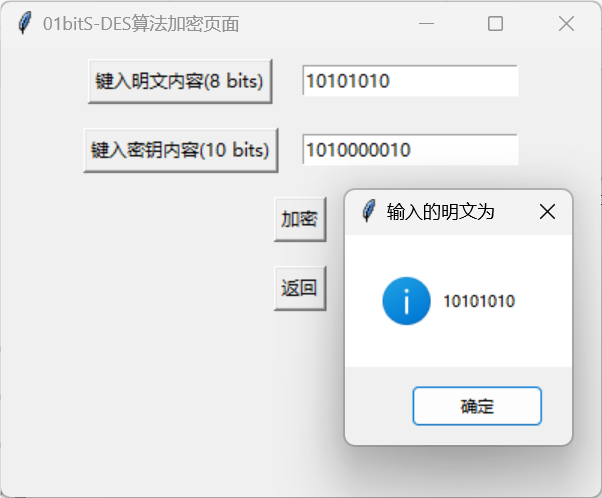 01bitS-DES算法加密页面
键入明文内容(8 bits)
10101010
键入密钥内容(10 bits)
1010000010
加密
返回
输入的明文为
10101010
确定